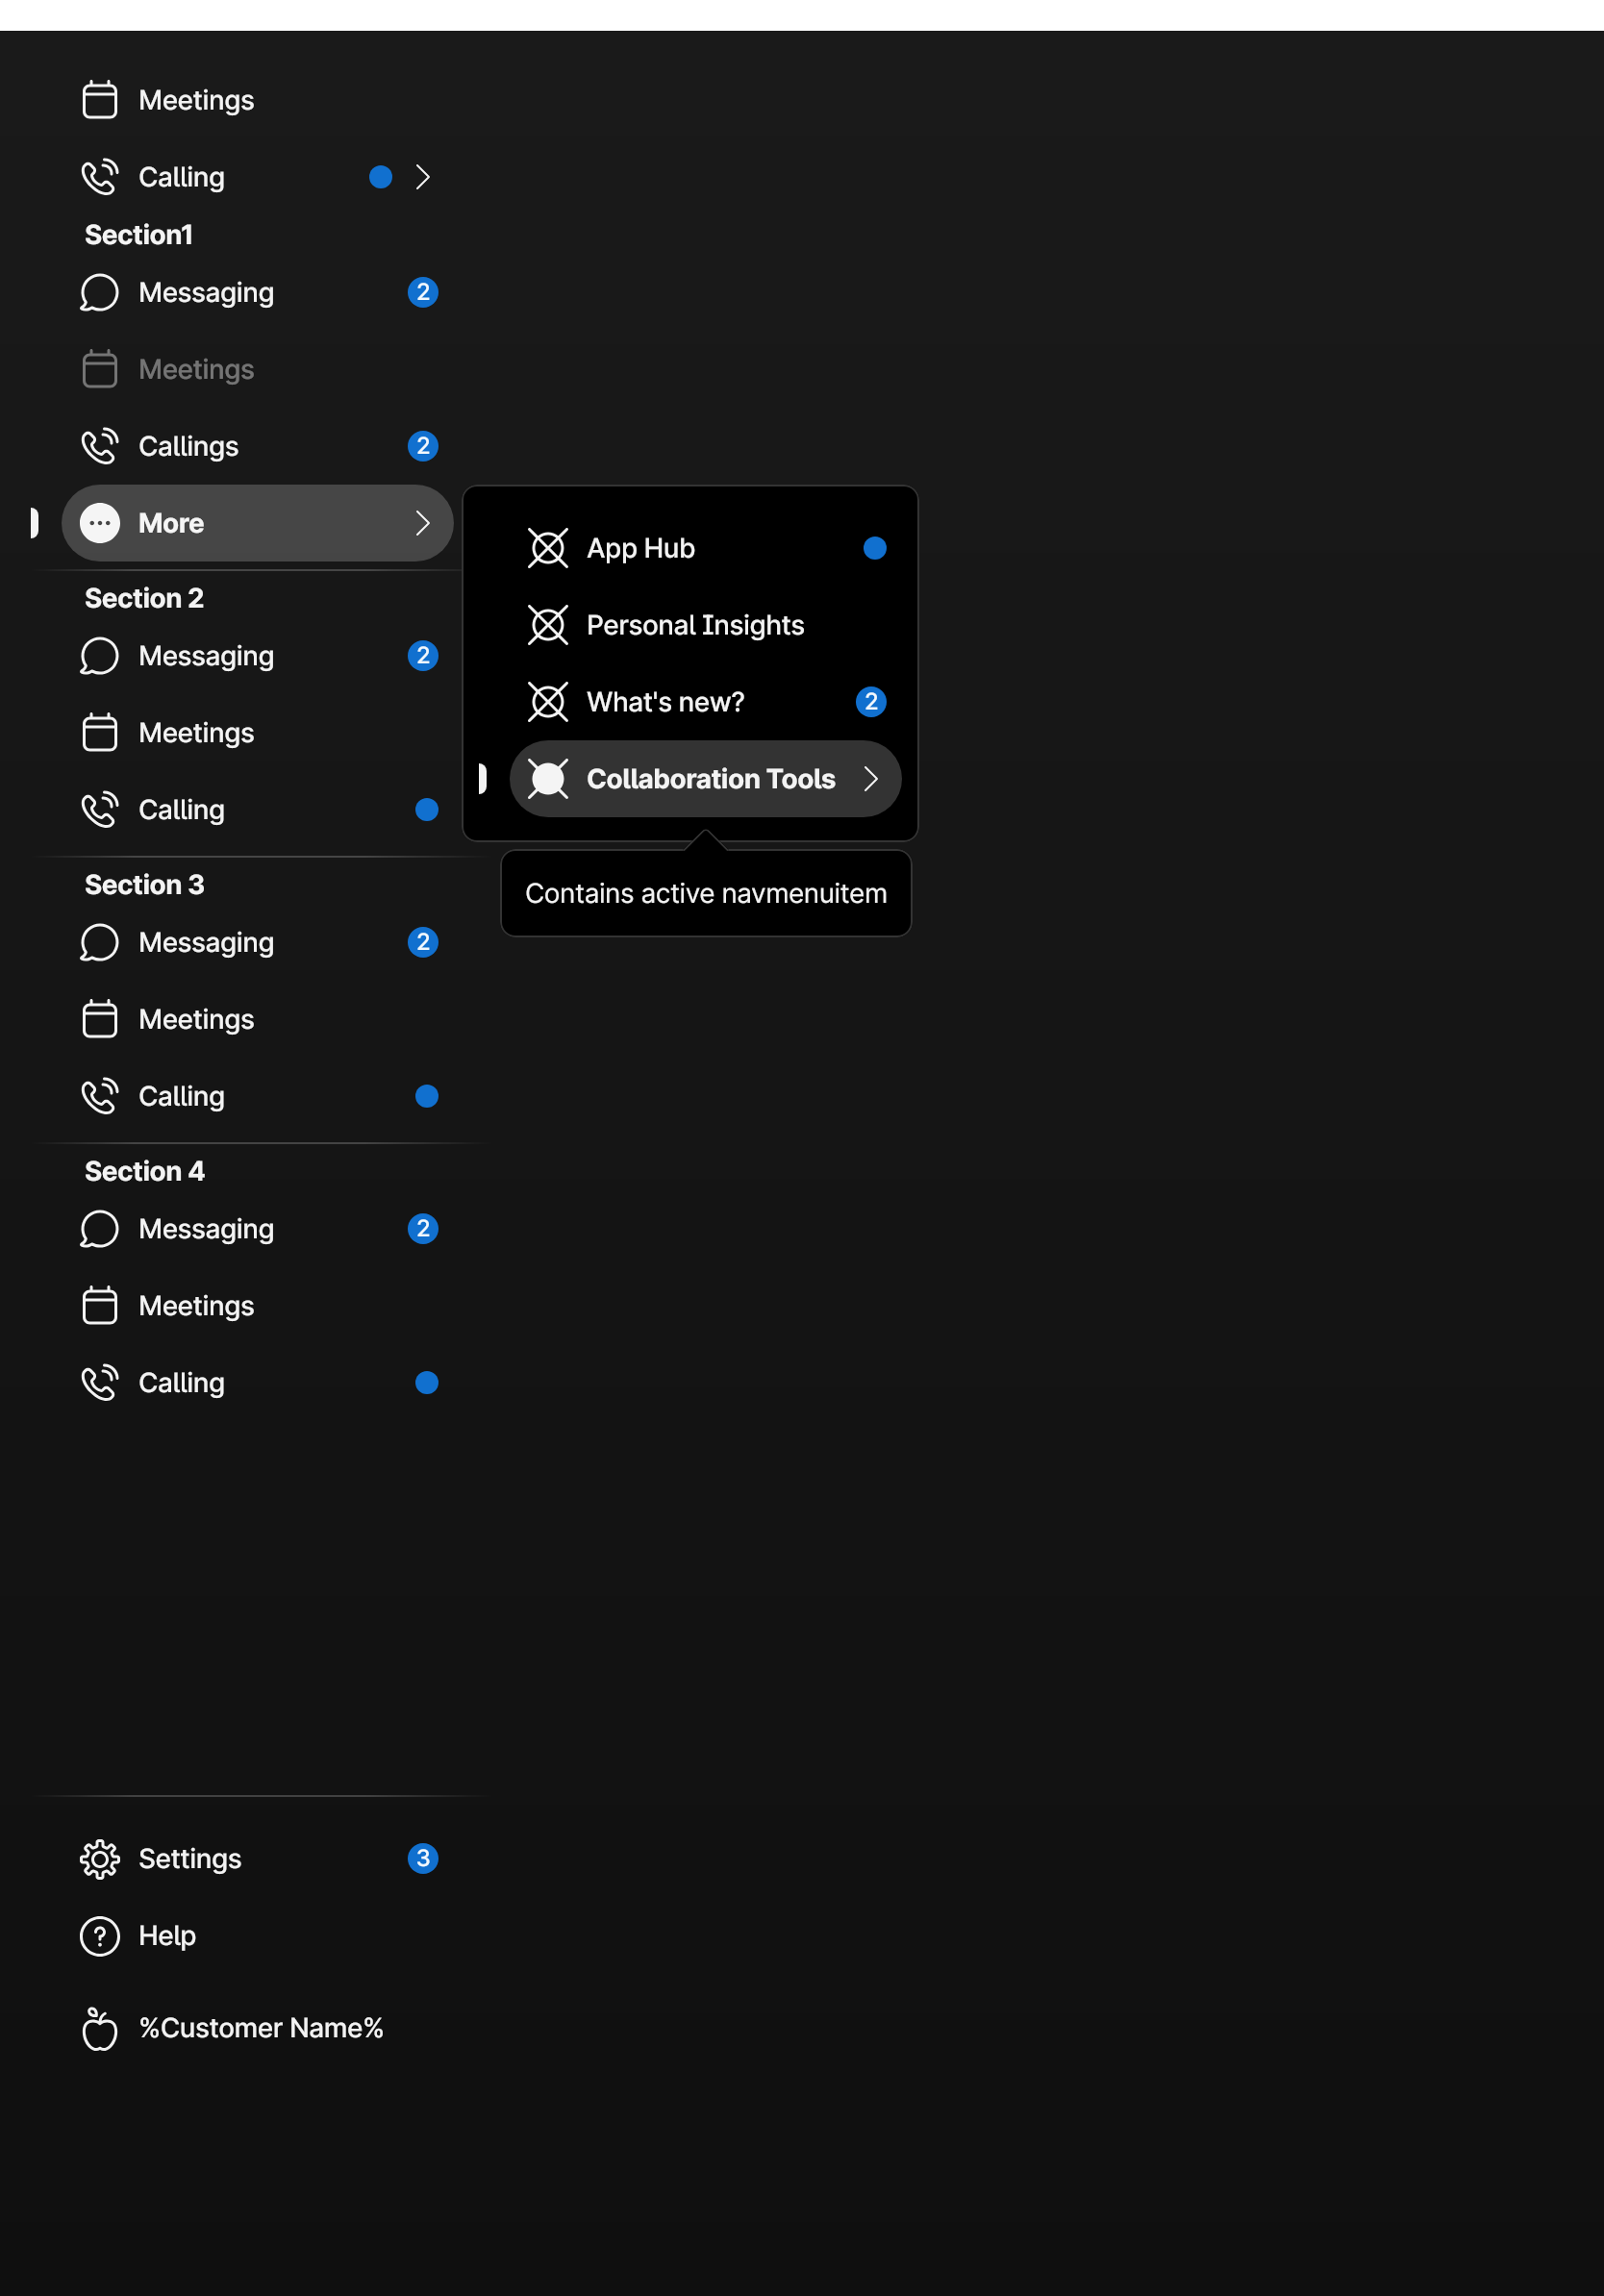 Meetings
Calling
Section1
Messaging 2
Meetings
Callings 2
More
App Hub
Personal Insights
What's new? 2
Collaboration Tools
Contains active navmenuitem
Section 2
Messaging 2
Meetings
Calling
Section 3
Messaging 2
Meetings
Calling
Section 4
Messaging 2
Meetings
Calling
Settings 3
Help
%Customer Name%